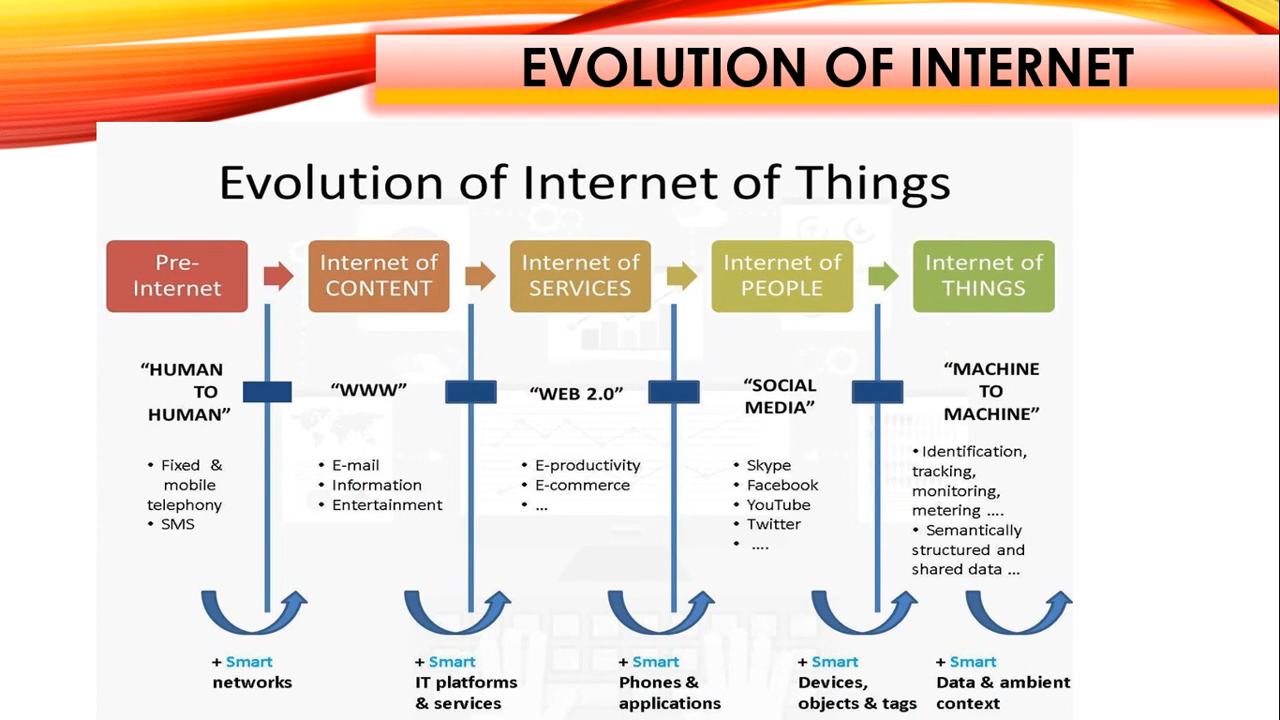 EVOLUTION OF INTERNET
Evolution of Internet of Things
Pre-
Internet
Internet of
CONTENT
Internet of
SERVICES
Internet of
PEOPLE
Internet of
THINGS
“HUMAN
TO
HUMAN”
“WWW”
“WEB 2.0”
“SOCIAL
MEDIA”
“MACHINE
TO
MACHINE”
• Fixed &
mobile
telephony
• SMS
• E-mail
• Information
• Entertainment
• E-productivity
• E-commerce
• ...
• Skype
• Facebook
• YouTube
• Twitter
• ....
• Identification,
tracking,
monitoring,
metering ....
• Semantically
structured and
shared data ...
+ Smart
networks
+ Smart
IT platforms
& services
+ Smart
Phones &
applications
+ Smart
Devices,
objects & tags
+ Smart
Data & ambient
context